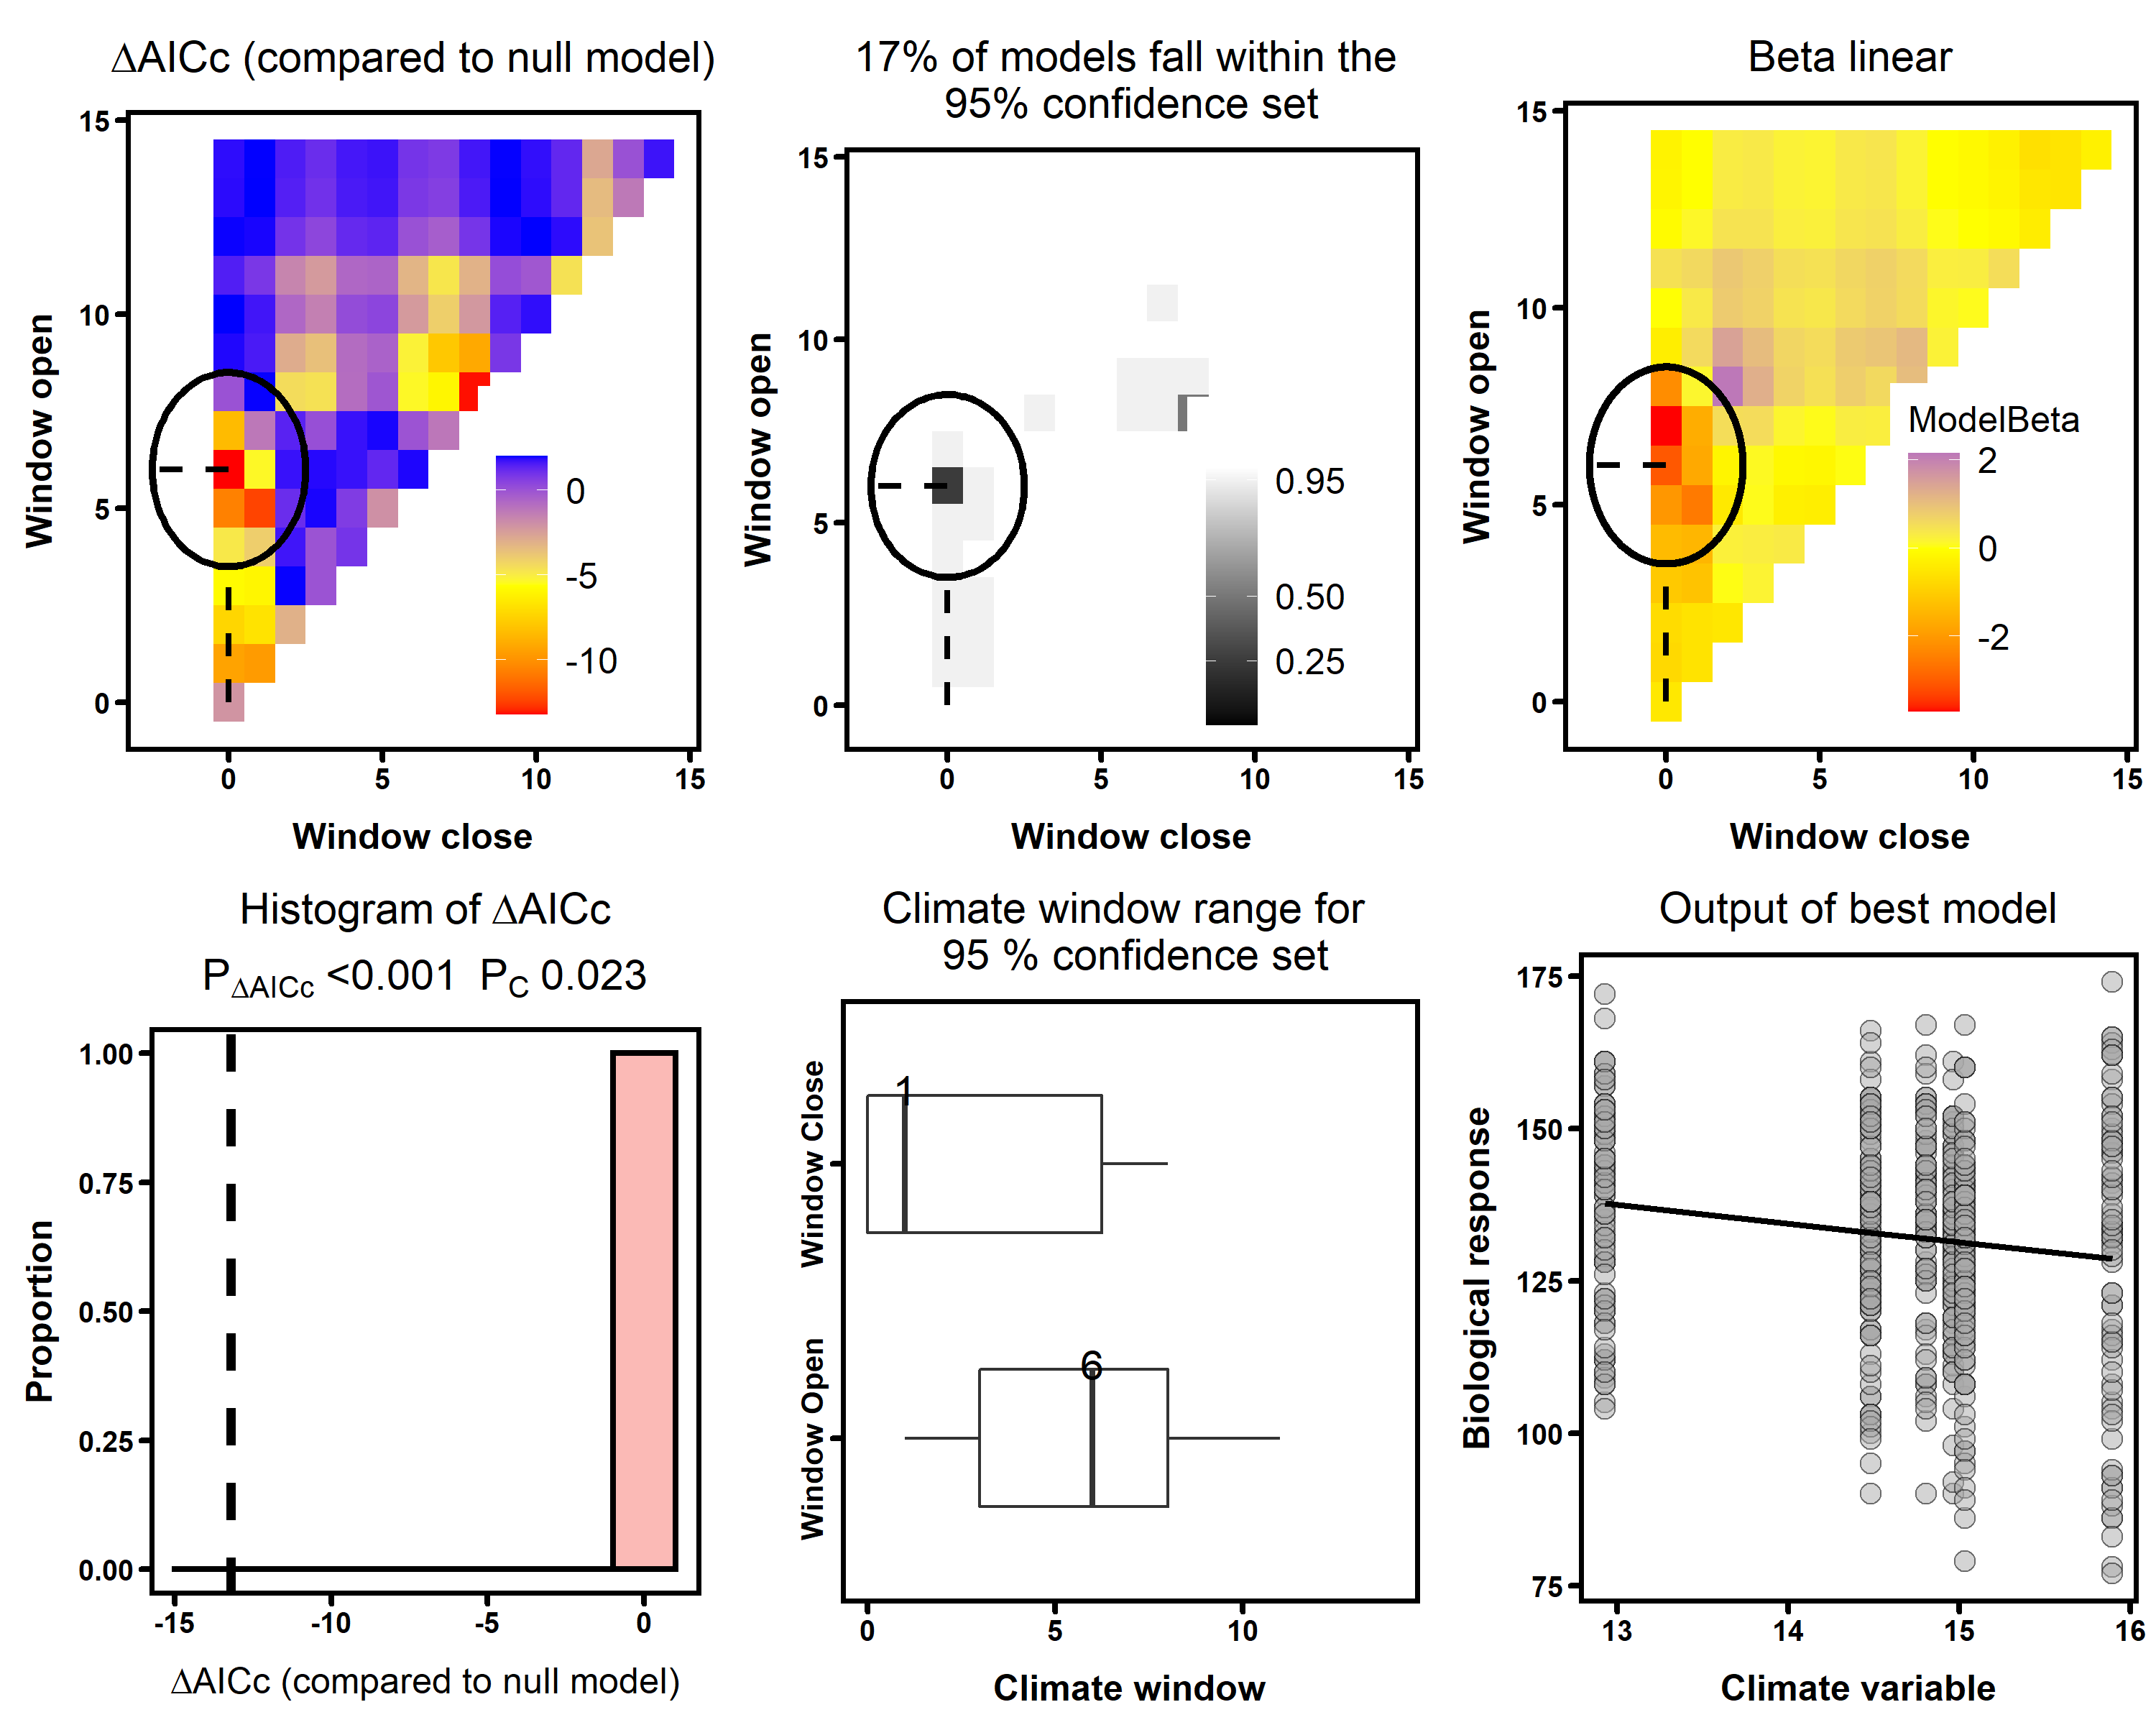 ΔAICc (compared to null model)
15
10
5
0
Window open
0
-5
-10
0 5 10 15
Window close
17% of models fall within the
95% confidence set
15
10
5
0
Window open
0.95
0.50
0.25
0 5 10 15
Window close
Beta linear
15
10
5
0
Window open
ModelBeta
2
0
-2
0 5 10 15
Window close
Histogram of ΔAICc
PΔAICc <0.001 PC 0.023
1.00
0.75
0.50
0.25
0.00
Proportion
-15 -10 -5 0
ΔAICc (compared to null model)
Climate window range for
95 % confidence set
Window Close
1
Window Open
6
0 5 10
Climate window
Output of best model
175
150
125
100
75
Biological response
13 14 15 16
Climate variable